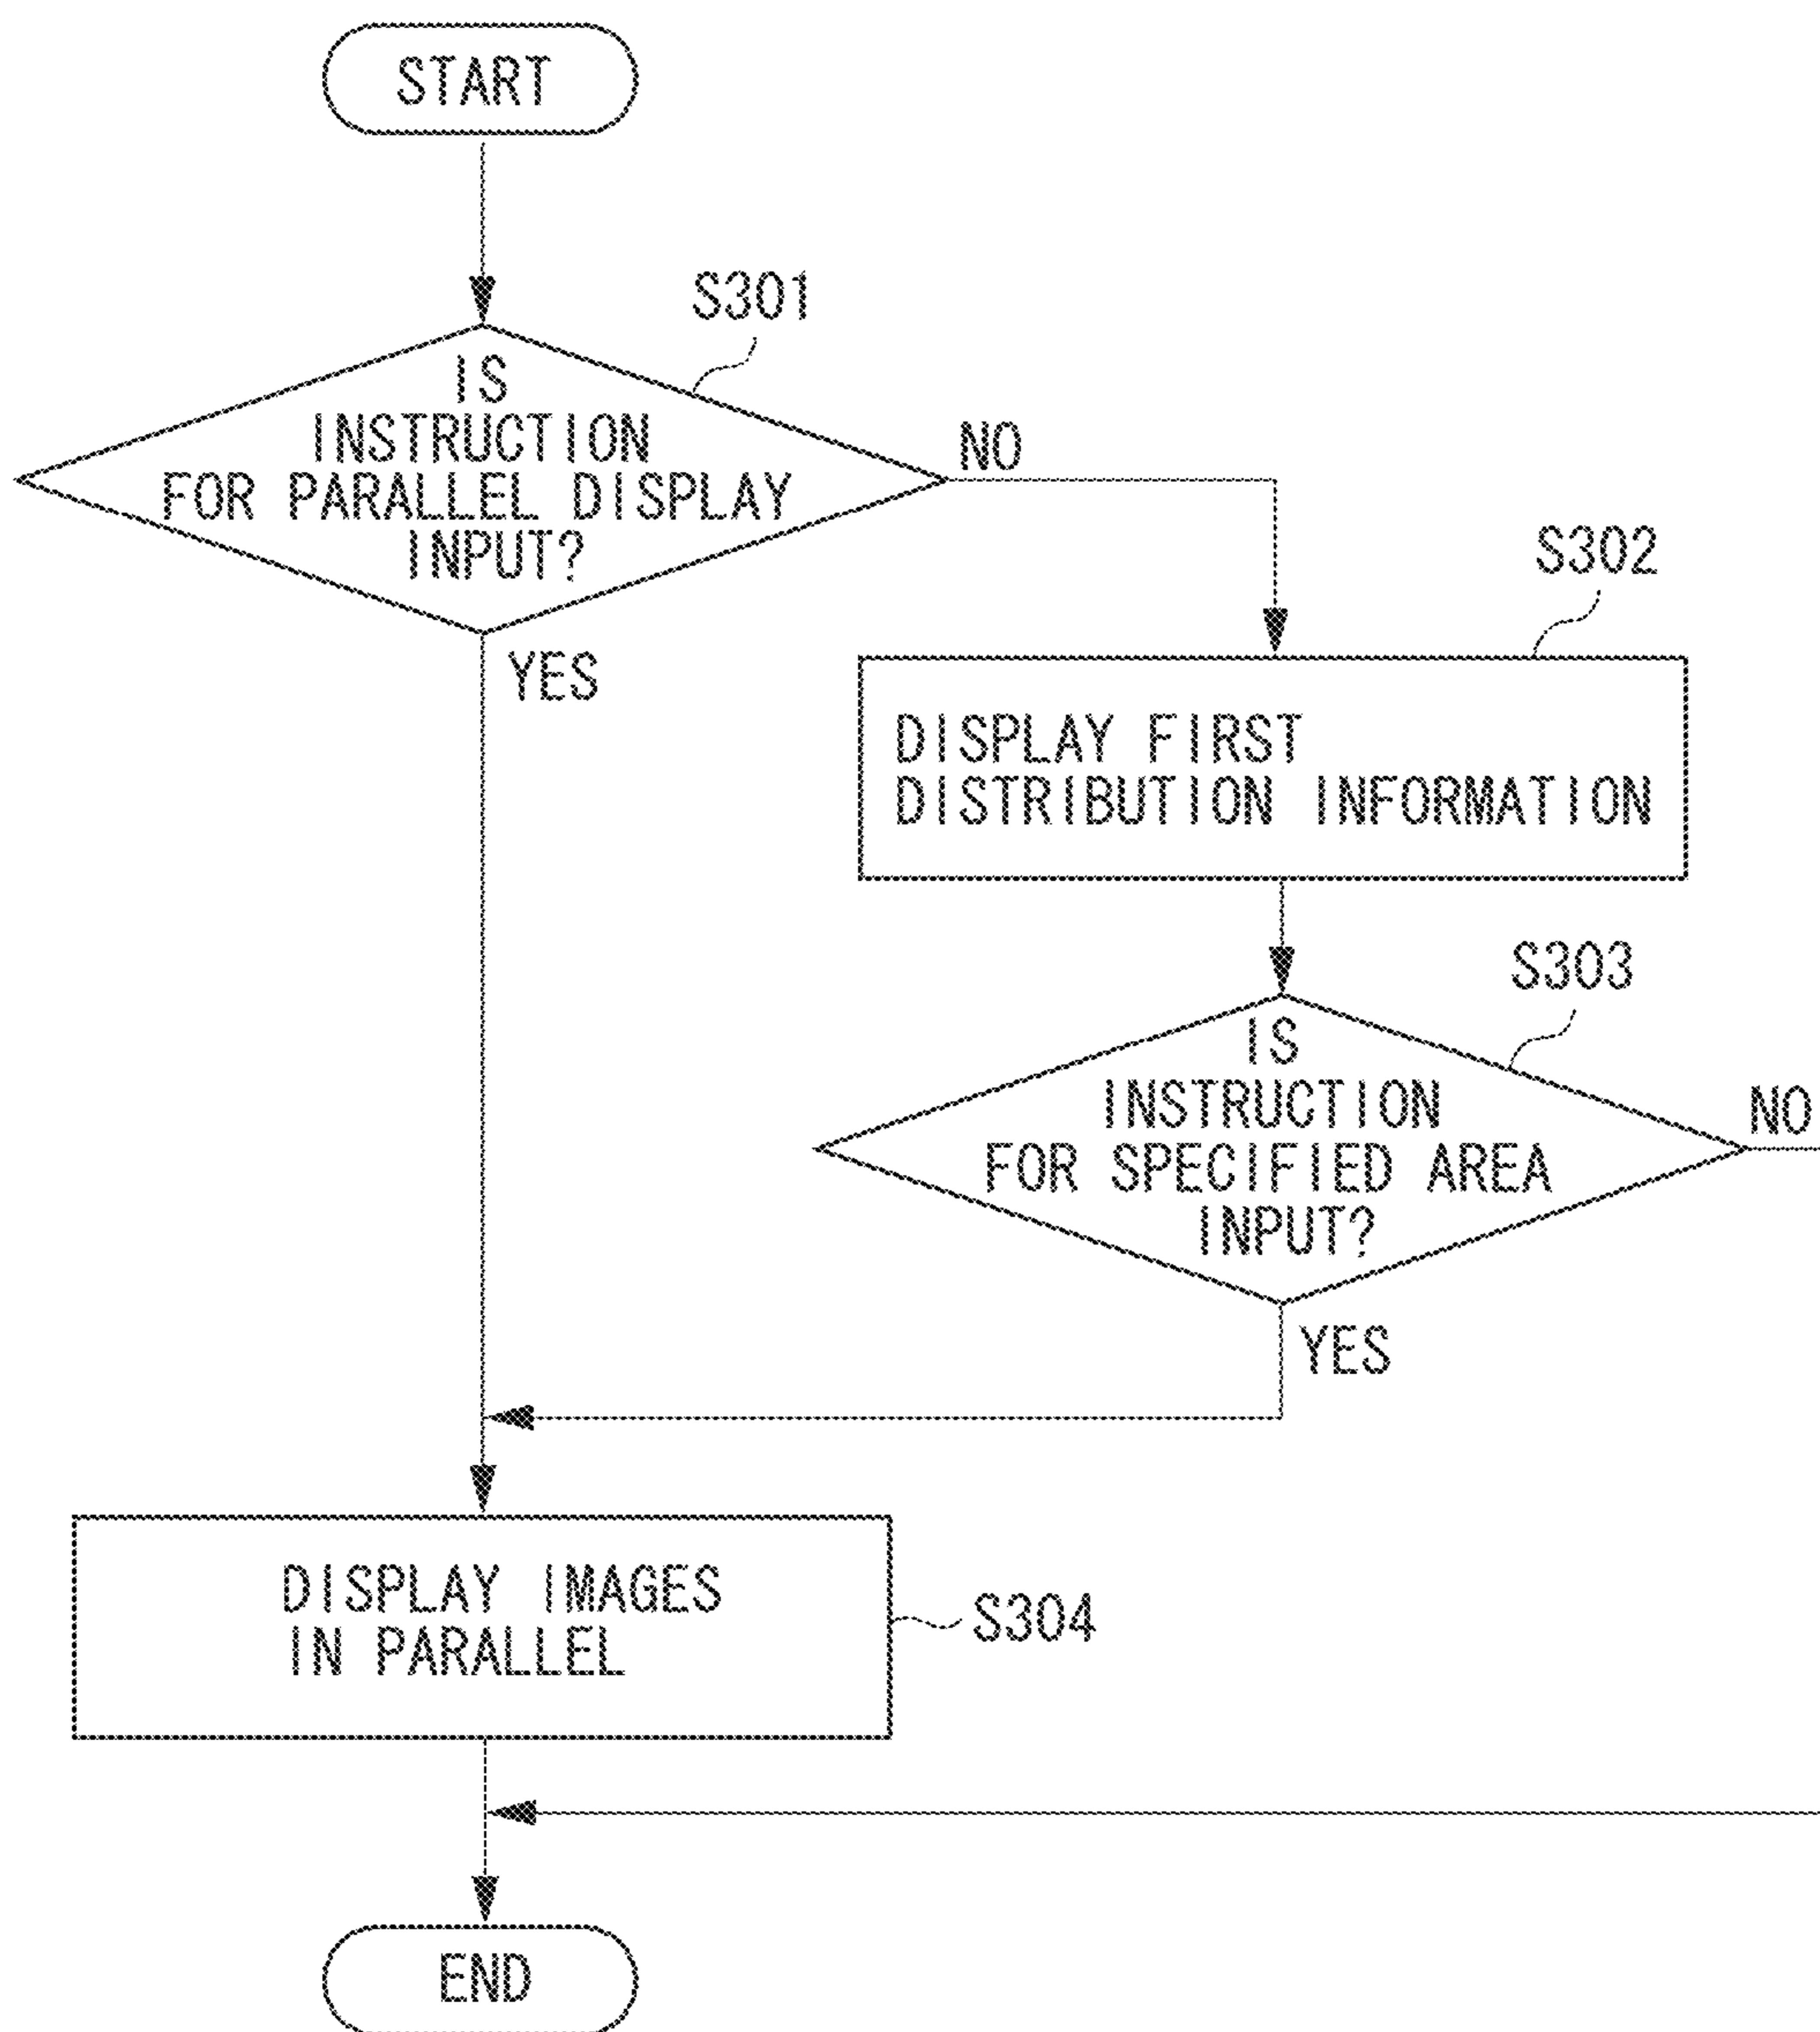 START
S301
IS
INSTRUCTION
FOR PARALLEL DISPLAY
INPUT?
NO
YES
S302
DISPLAY FIRST
DISTRIBUTION INFORMATION
S303
IS
INSTRUCTION
FOR SPECIFIED AREA
INPUT?
NO
YES
DISPLAY IMAGES
IN PARALLEL
S304
END